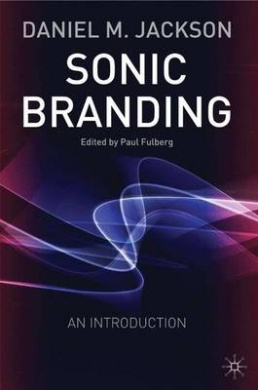 DANIEL M. JACKSON
SONIC
BRANDING
Edited by Paul Fulberg
AN INTRODUCTION